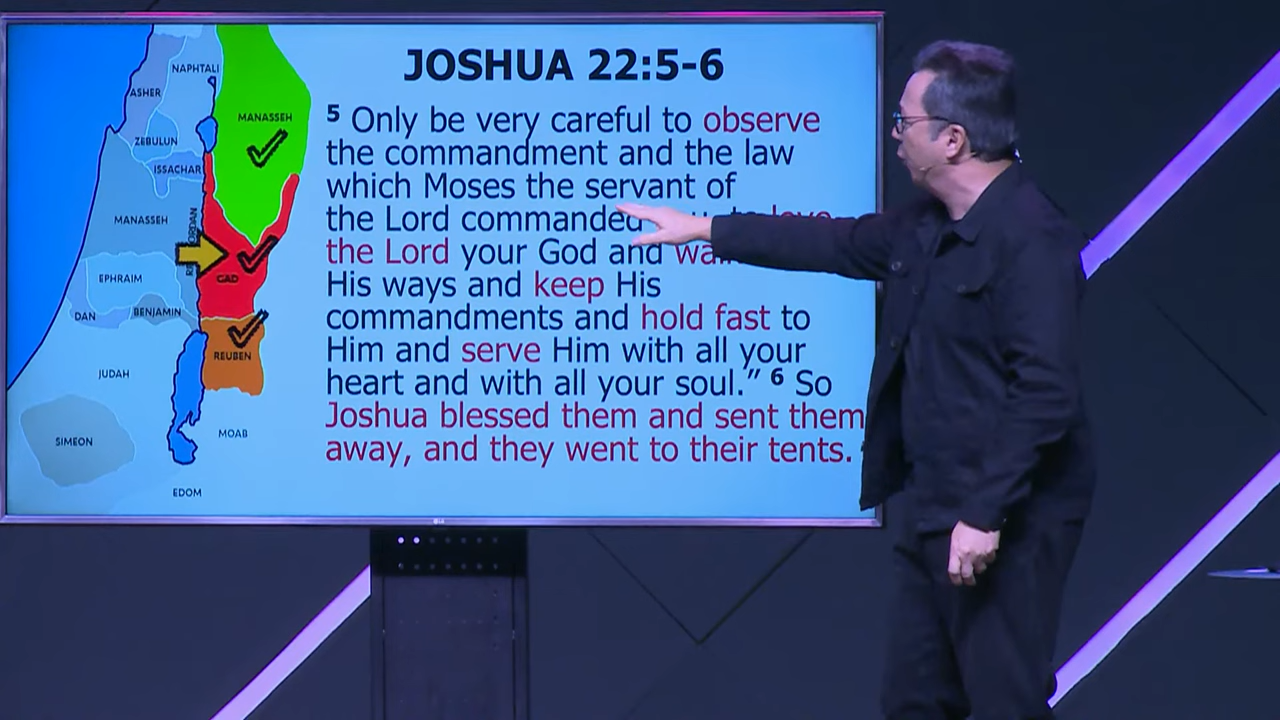 JOSHUA 22:5-6
5 Only be very careful to observe
the commandment and the law
which Moses the servant of
the Lord commanded to love
the Lord your God and
His ways and keep His
commandments and hold fast to
Him and serve Him with all your
heart and with all your soul.” 6 So
Joshua blessed them and sent them
away, and they went to their tents.
NAPHTALI
ASHER
MANASSEH
ZEBULUN
ISSACHAR
MANASSEH
GAD
EPHRAIM
DAN
BENJAMIN
REUBEN
JUDAH
MOAB
SIMEON
EDOM
LG